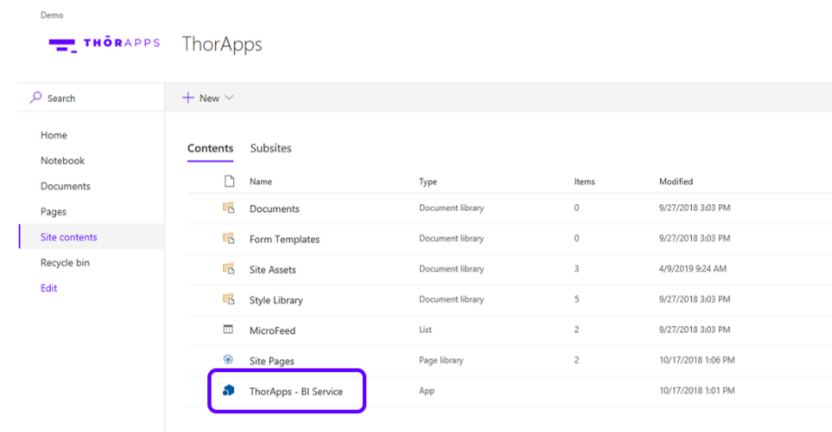 Demo
THŌRAPPS ThorApps
Search
New
Home
Notebook
Documents
Pages
Site contents
Recycle bin
Edit
Contents Subsites
Name Type Items Modified
Documents Document library 0 9/27/2018 3:03 PM
Form Templates Document library 0 9/27/2018 3:03 PM
Site Assets Document library 3 4/9/2019 9:24 AM
Style Library Document library 5 9/27/2018 3:03 PM
MicroFeed List 2 9/27/2018 3:03 PM
Site Pages Page library 2 10/17/2018 1:06 PM
ThorApps - BI Service App 10/17/2018 1:01 PM